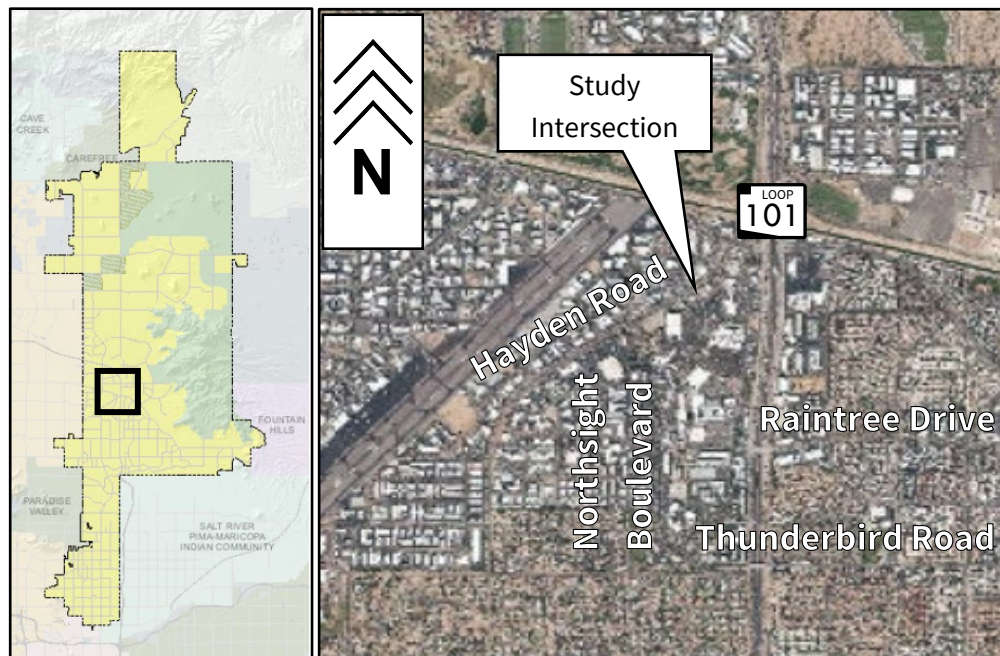 CAVE
CREEK
CAREFREE
FOUNTAIN
HILLS
PARADISE
VALLEY
SALT RIVER
PIMA-MARICOPA
INDIAN COMMUNITY
N
Study
Intersection
LOOP
101
Hayden Road
Northsight
Boulevard
Raintree Drive
Thunderbird Road